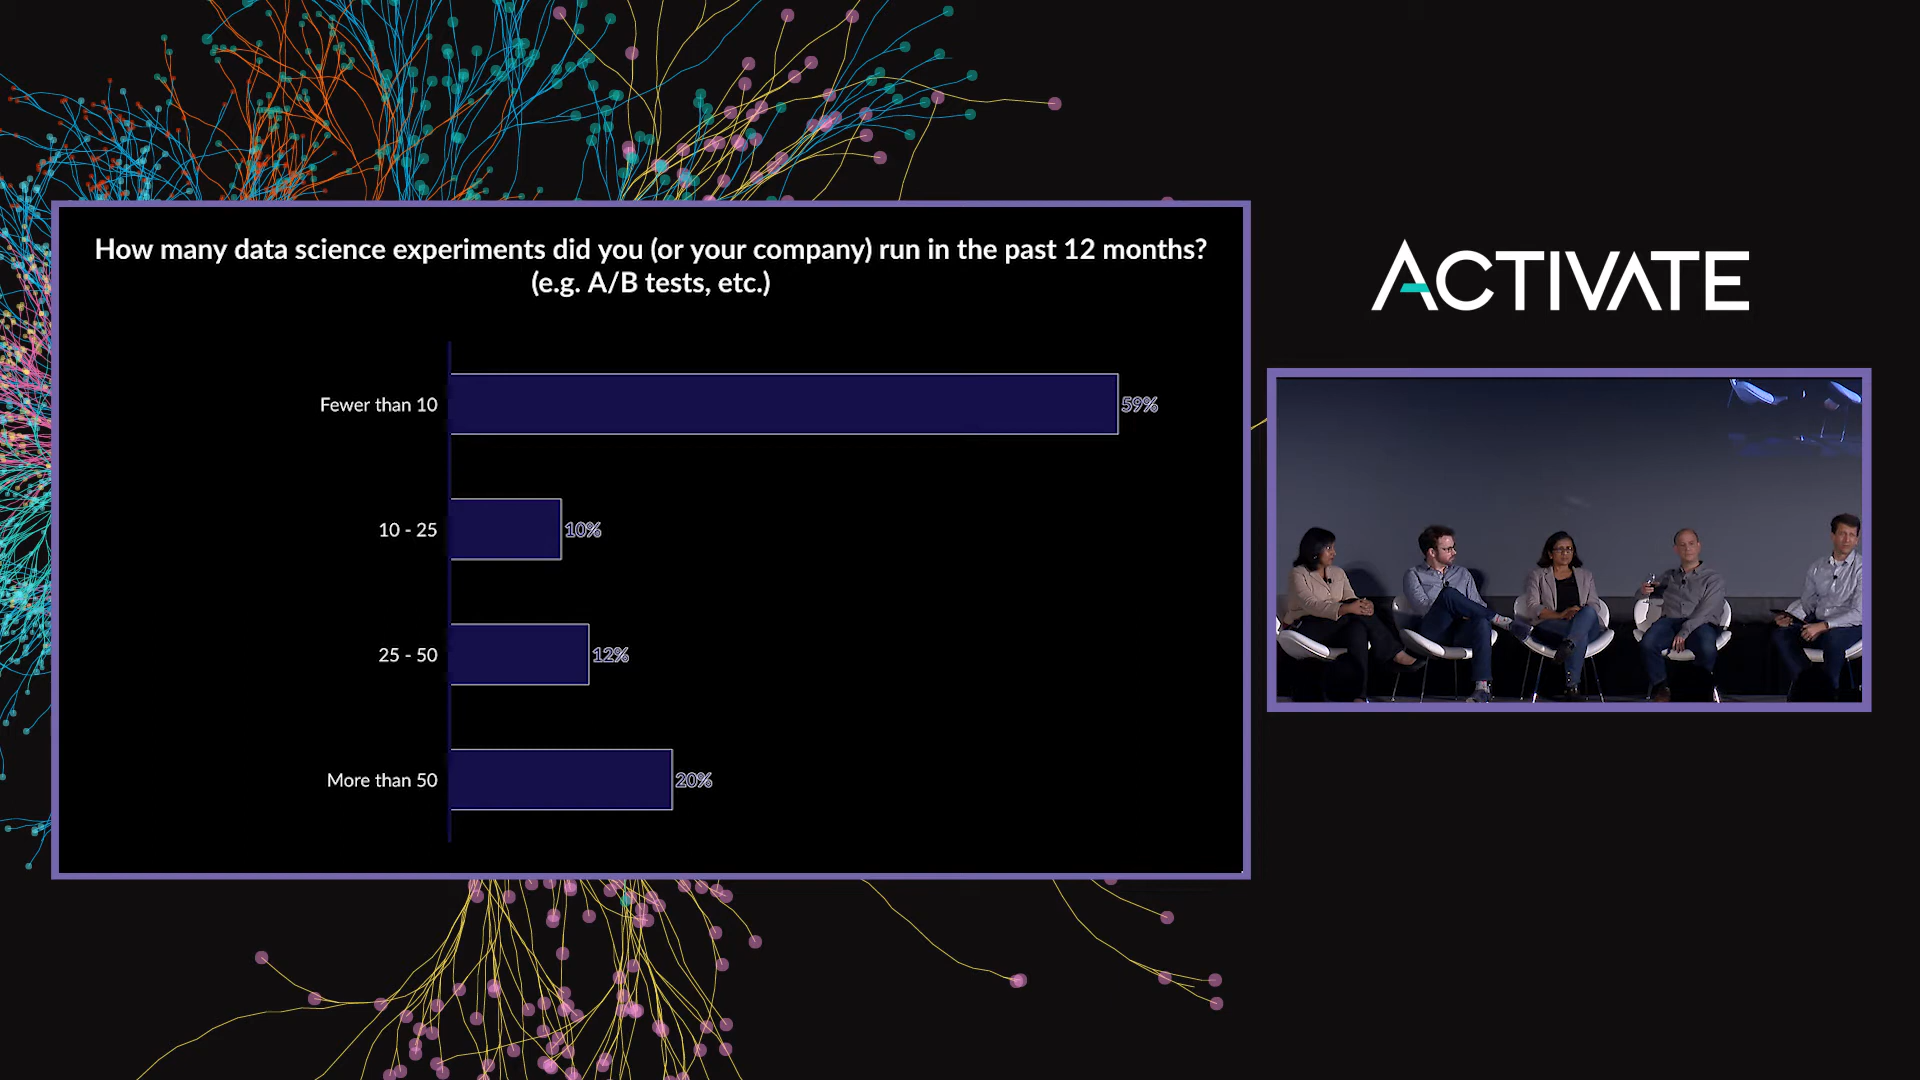 How many data science experiments did you (or your company) run in the past 12 months?
(e.g. A/B tests, etc.)
Fewer than 10
59%
10 - 25
10%
25 - 50
12%
More than 50
20%
ACTIVATE